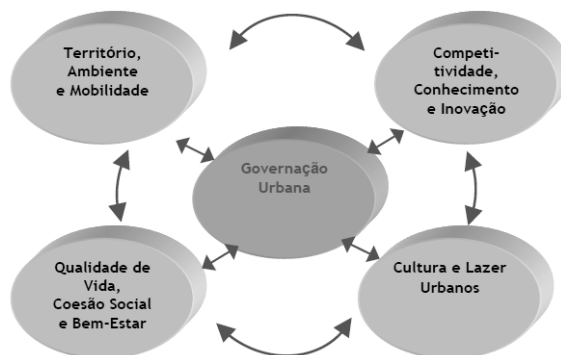 Território,
Ambiente
e Mobilidade
Competi-
tividade,
Conhecimento
e Inovação
Governação
Urbana
Qualidade de
Vida,
Coesão Social
e Bem-Estar
Cultura e Lazer
Urbanos